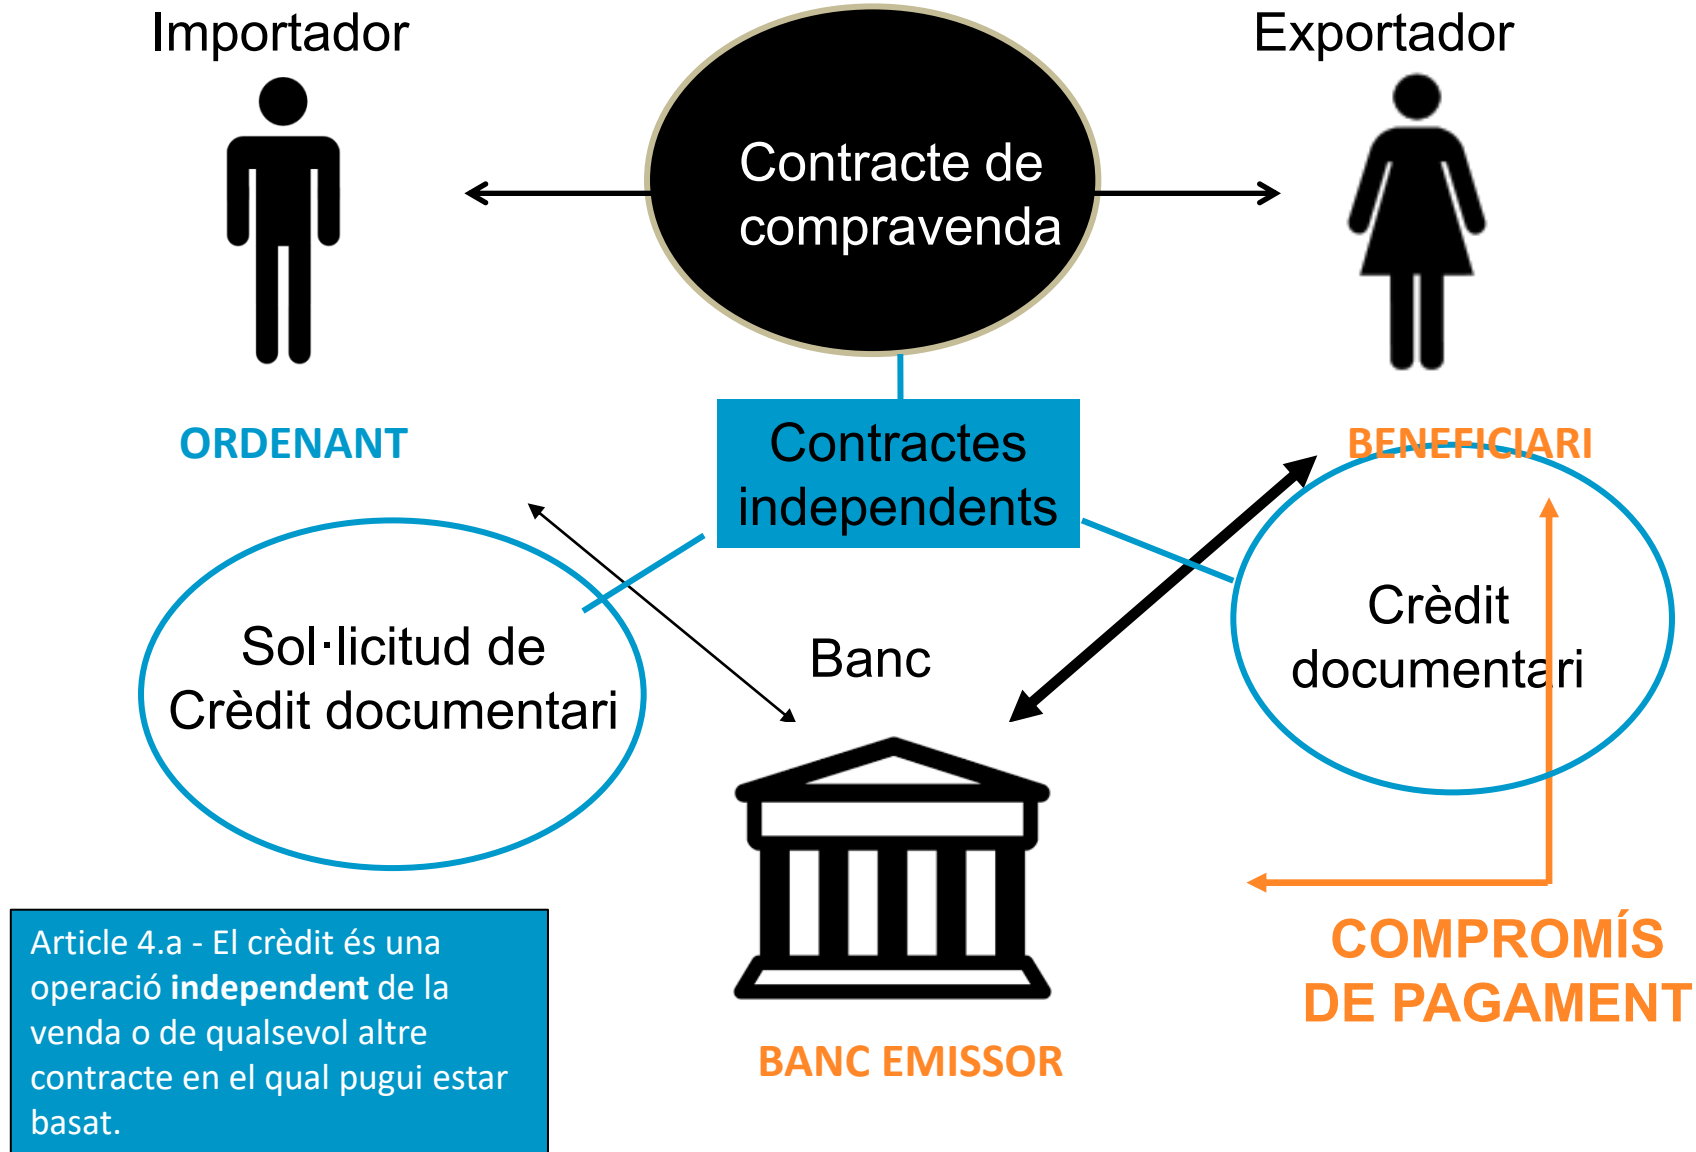 Importador
Exportador
Contracte de
compravenda
ORDENANT
Contractes
independents
BENEFICIARI
Sol·licitud de
Crèdit documentari
Banc
Crèdit
documentari
Article 4.a - El crèdit és una
operació independent de la
venda o de qualsevol altre
contracte en el qual pugui estar
basat.
BANC EMISSOR
COMPROMÍS
DE PAGAMENT